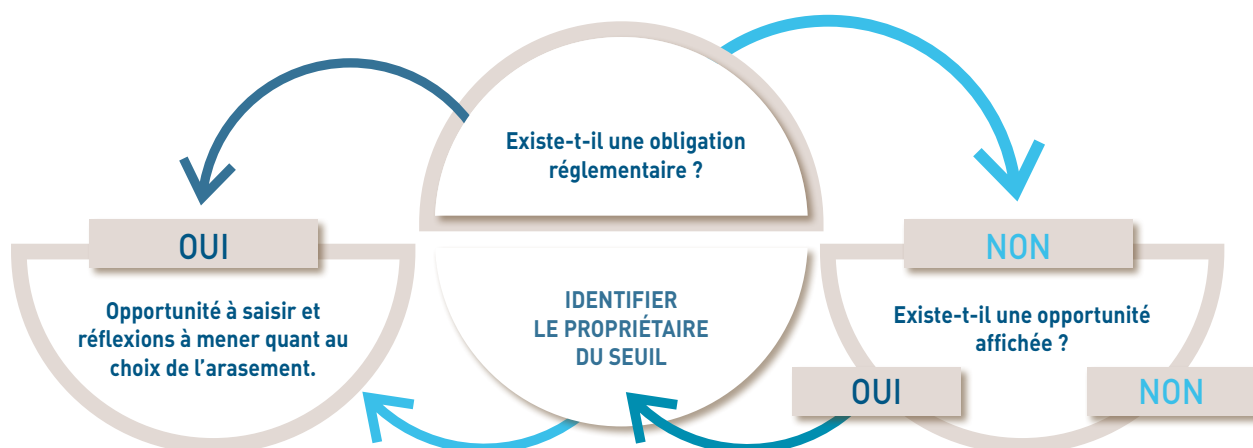 Existe-t-il une obligation
réglementaire ?
OUI
Opportunité à saisir et
réflexions à mener quant au
choix de l’arasement.
IDENTIFIER
LE PROPRIÉTAIRE
DU SEUIL
NON
Existe-t-il une opportunité
affichée ?
OUI
NON